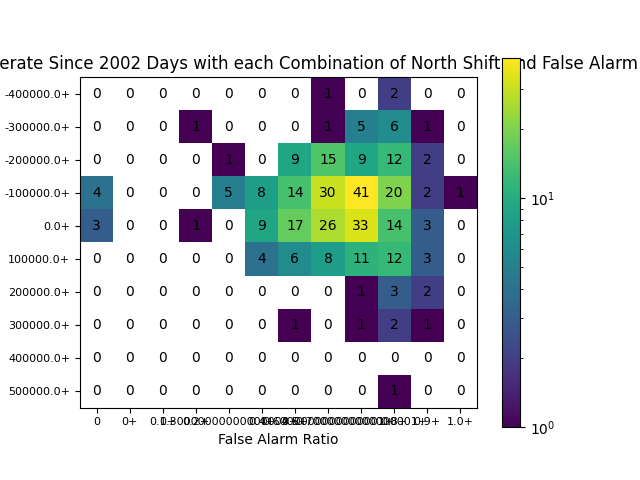 erate Since 2002 Days with each Combination of North Shift and False Alarm
-400000.0+ 0 0 0 0 0 0 0 1 0 2 0 0
-300000.0+ 0 0 0 1 0 0 0 1 5 6 1 0
-200000.0+ 0 0 0 0 1 0 9 15 9 12 2 0
-100000.0+ 4 0 0 0 5 8 14 30 41 20 2 1
0.0+ 3 0 0 1 0 9 17 26 33 14 3 0
100000.0+ 0 0 0 0 0 4 6 8 11 12 3 0
200000.0+ 0 0 0 0 0 0 0 0 1 3 2 0
300000.0+ 0 0 0 0 0 0 1 0 1 2 1 0
400000.0+ 0 0 0 0 0 0 0 0 0 0 0 0
500000.0+ 0 0 0 0 0 0 0 0 0 1 0 0
0 0+ 1.0+
False Alarm Ratio
10¹
10⁰